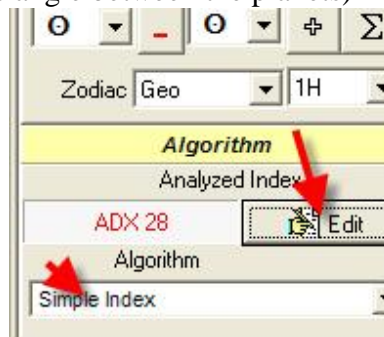 Zodiac Geo 1H
Algorithm
Analyzed Index
ADX 28 Edit
Algorithm
Simple Index